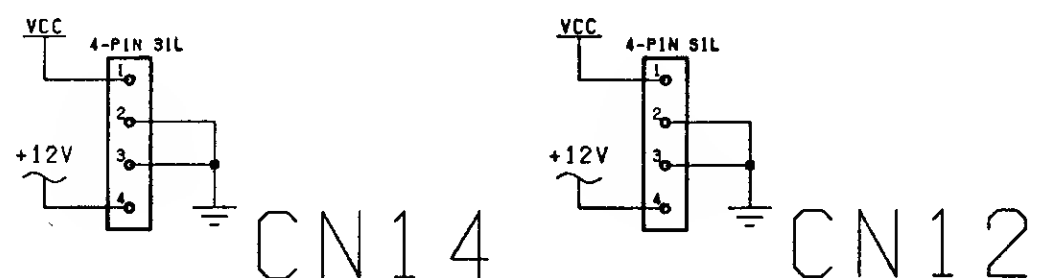 VCC
4-PIN SIL
1
2
+12V
3
4
CN14
VCC
4-PIN SIL
1
2
+12V
3
4
CN12